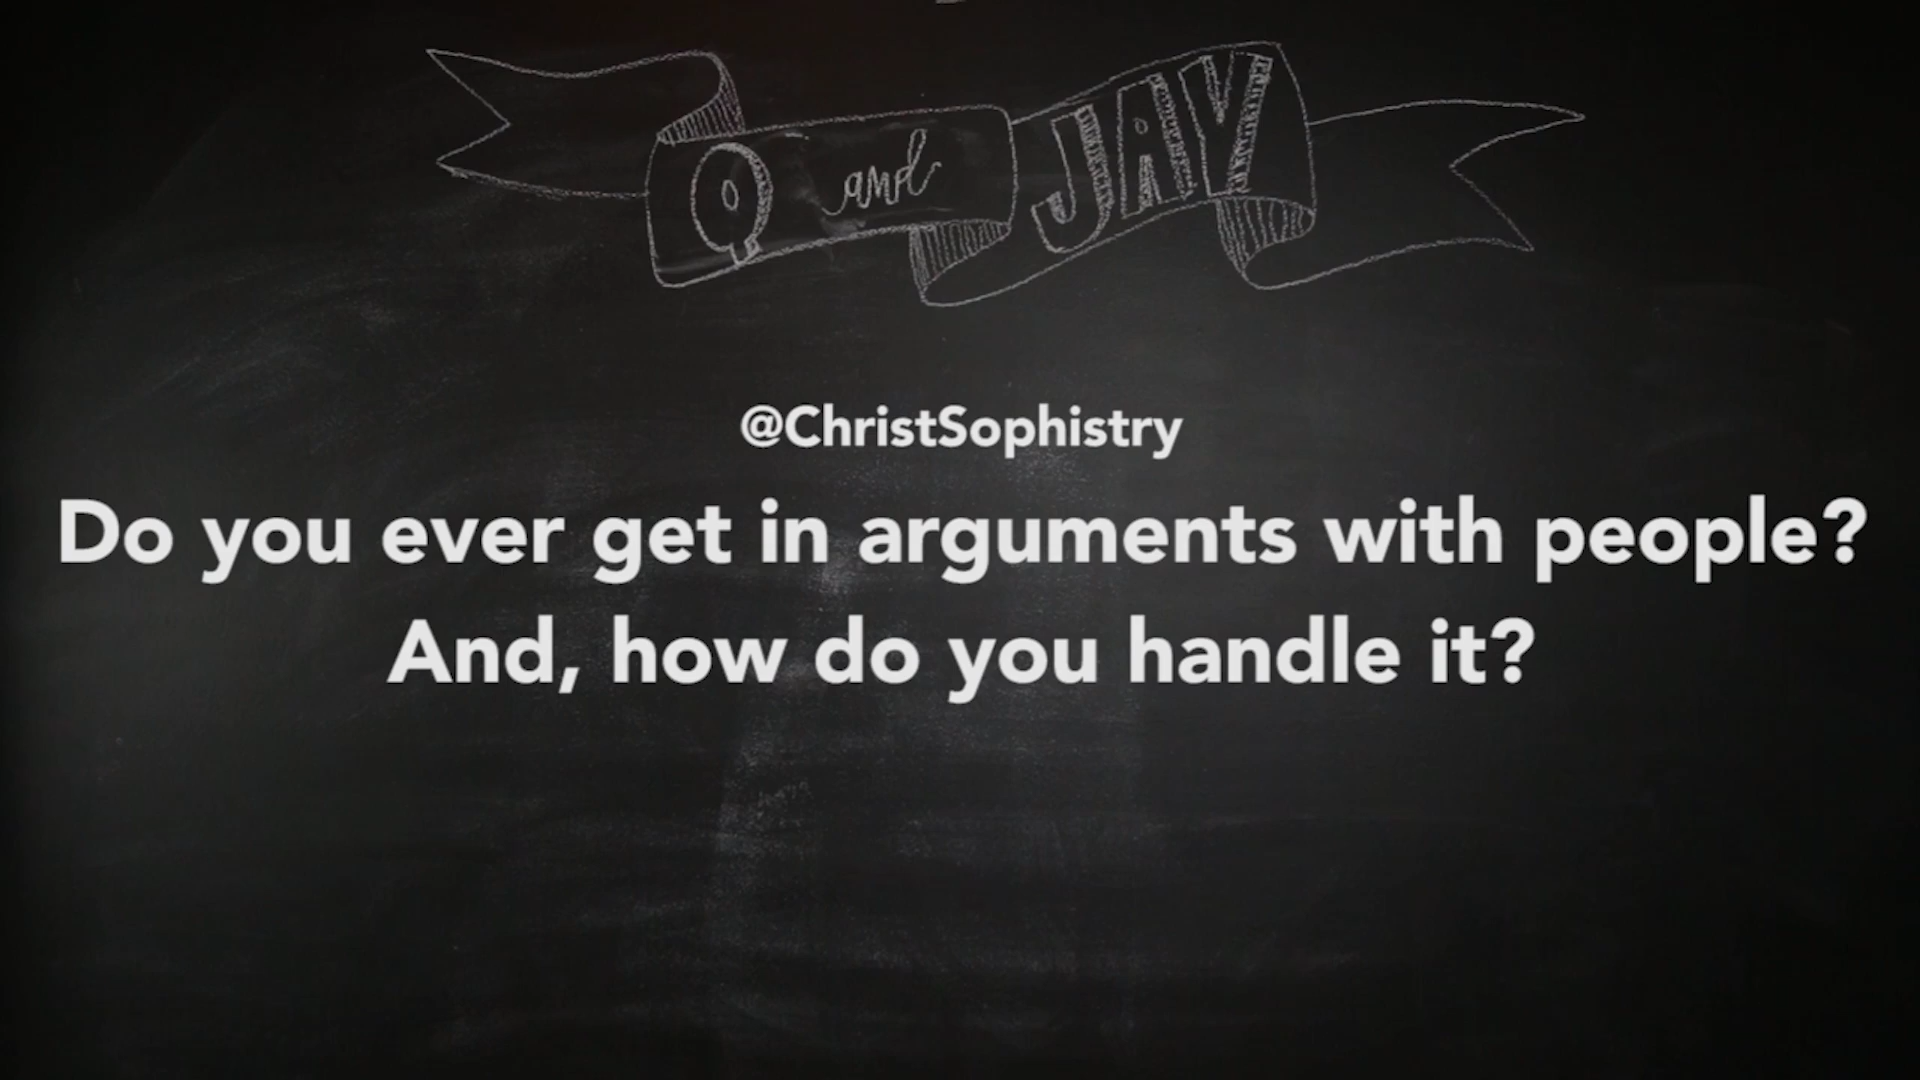 Q and JAY
@ChristSophistry
Do you ever get in arguments with people?
And, how do you handle it?